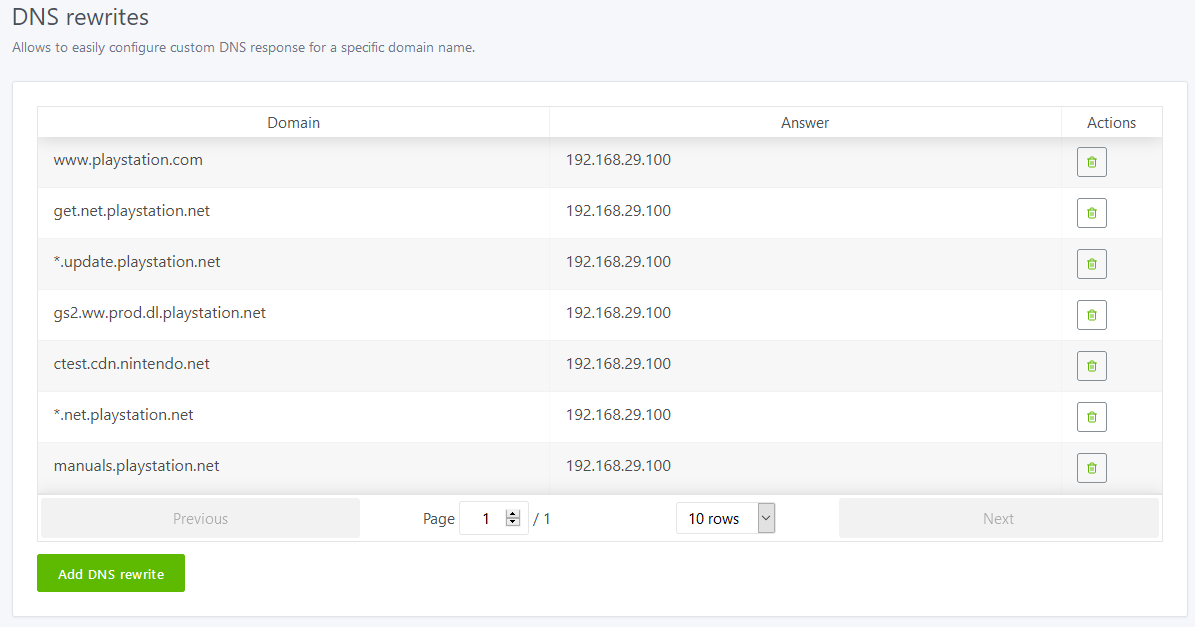 DNS rewrites
Allows to easily configure custom DNS response for a specific domain name.
Domain Answer Actions
www.playstation.com 192.168.29.100
get.net.playstation.net 192.168.29.100
*.update.playstation.net 192.168.29.100
gs2.ww.prod.dl.playstation.net 192.168.29.100
ctest.cdn.nintendo.net 192.168.29.100
*.net.playstation.net 192.168.29.100
manuals.playstation.net 192.168.29.100
Previous Page 1 / 1 10 rows Next
Add DNS rewrite